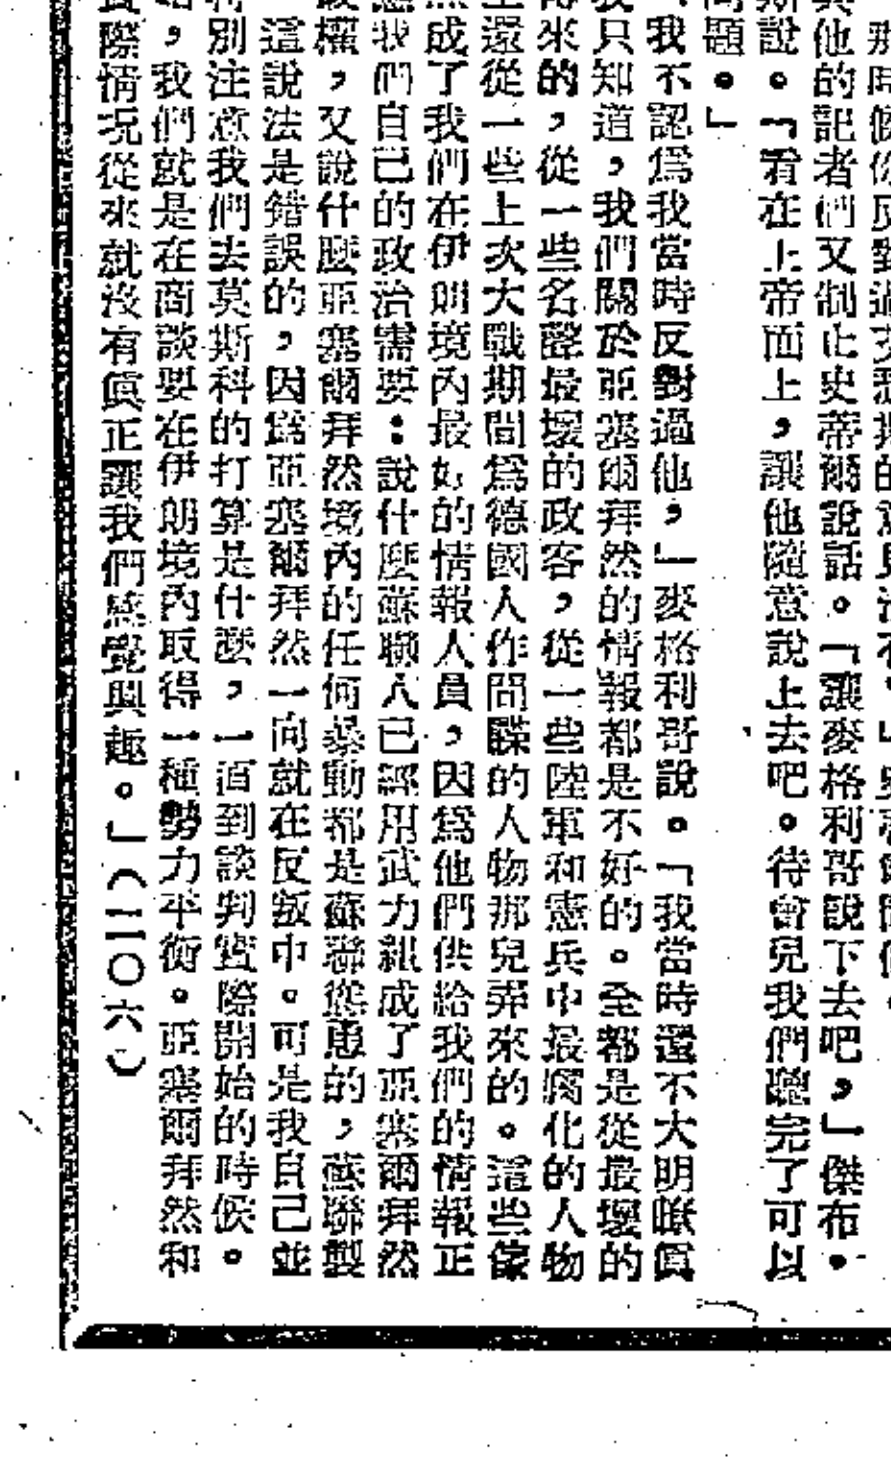 那時候你反對過艾思
其他的記者們又制止史蒂爾說話。「讓麥格利哥說下去吧，」傑布・
斯說。「看在上帝面上，讓他隨意說上去吧。待會兒我們聽完了可以
問題。」
「我不認爲我當時反對過他，」麥格利哥說。「我當時還不大明瞭眞
我只知道，我們關於亞塞爾拜然的情報都是不好的。全都是從最壞的
來的，從一些名聲最壞的政客，從一些陸軍和憲兵中最腐化的人物
還從一些上次大戰期間爲德國人作間諜的人物那兒弄來的。這些傢
成了我們在伊朗境內最好的情報人員，因爲他們供給我們的情報正
我們自己的政治需要：說什麼蘇聯人已經用武力組成了亞塞爾拜然
政權，又說什麼亞塞爾拜然境內的任何暴動都是蘇聯慫恿的，蘇聯製
這說法是錯誤的，因爲亞塞爾拜然一向就在反叛中。可是我自己並
特別注意我們去莫斯科的打算是什麼，一直到談判實際開始的時候。
，我們就是在商談要在伊朗境內取得一種勢力平衡。亞塞爾拜然和
實際情況從來就沒有眞正讓我們感覺興趣。」（一一〇六）